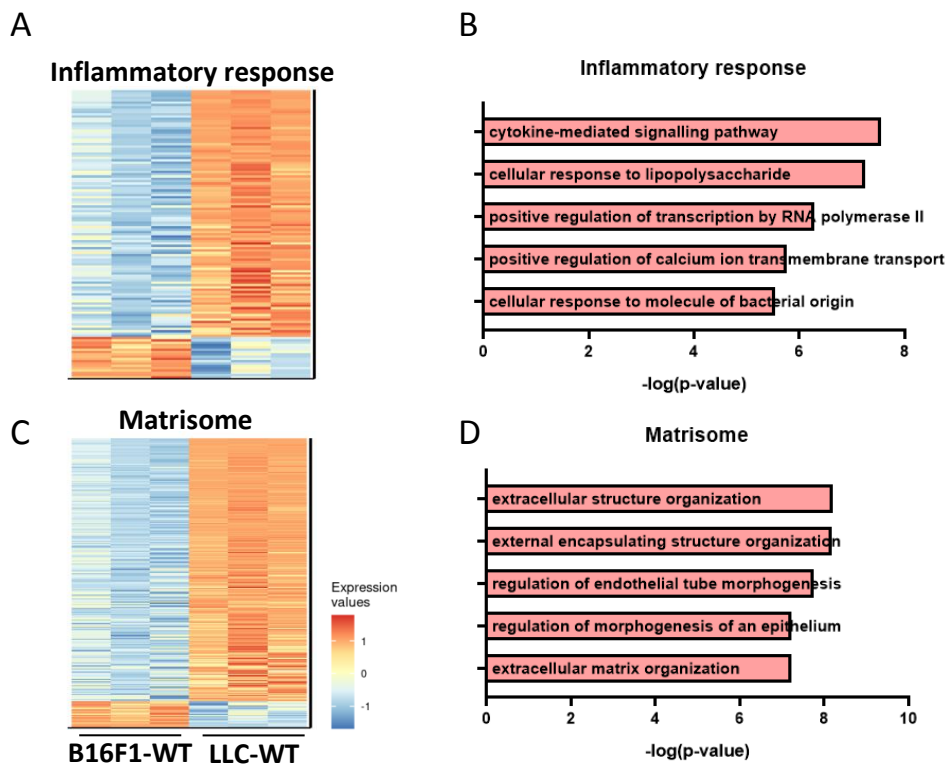 A
Inflammatory response
B
Inflammatory response
cytokine-mediated signalling pathway
cellular response to lipopolysaccharide
positive regulation of transcription by RNA polymerase II
positive regulation of calcium ion transmembrane transport
cellular response to molecule of bacterial origin
0 2 4 6 8
-log(p-value)
C
Matrisome
Expression
values
1
0
-1
B16F1-WT LLC-WT
D
Matrisome
extracellular structure organization
external encapsulating structure organization
regulation of endothelial tube morphogenesis
regulation of morphogenesis of an epithelium
extracellular matrix organization
0 2 4 6 8 10
-log(p-value)